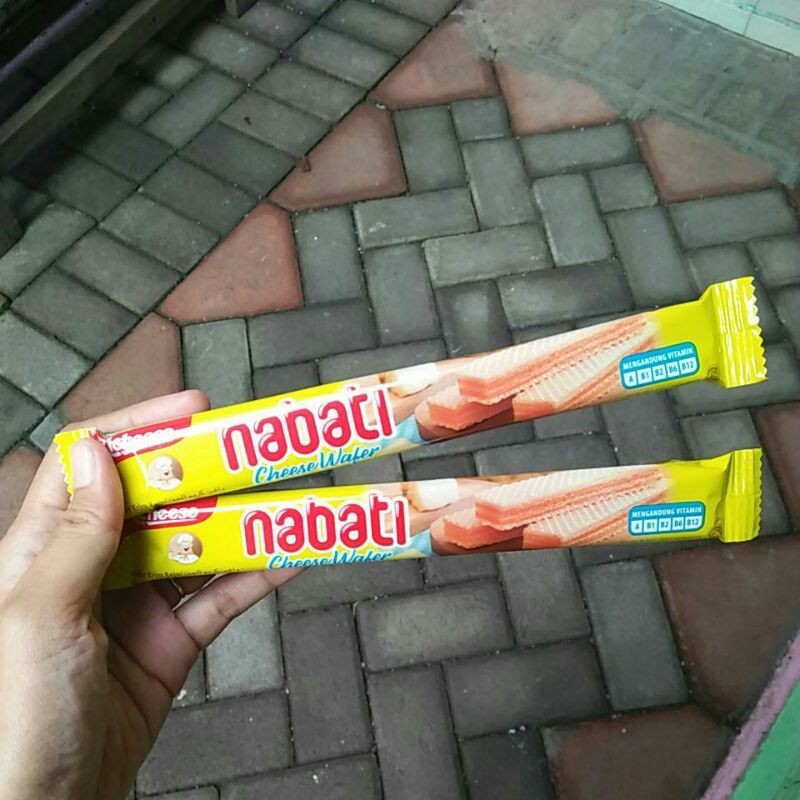 Richeese
nabati
Cheese Wafer
MENGANDUNG VITAMIN
A B1 B2 B6 B12
cheese
nabati
Cheese Wafer
MENGANDUNG VITAMIN
A B1 B2 B6 B12